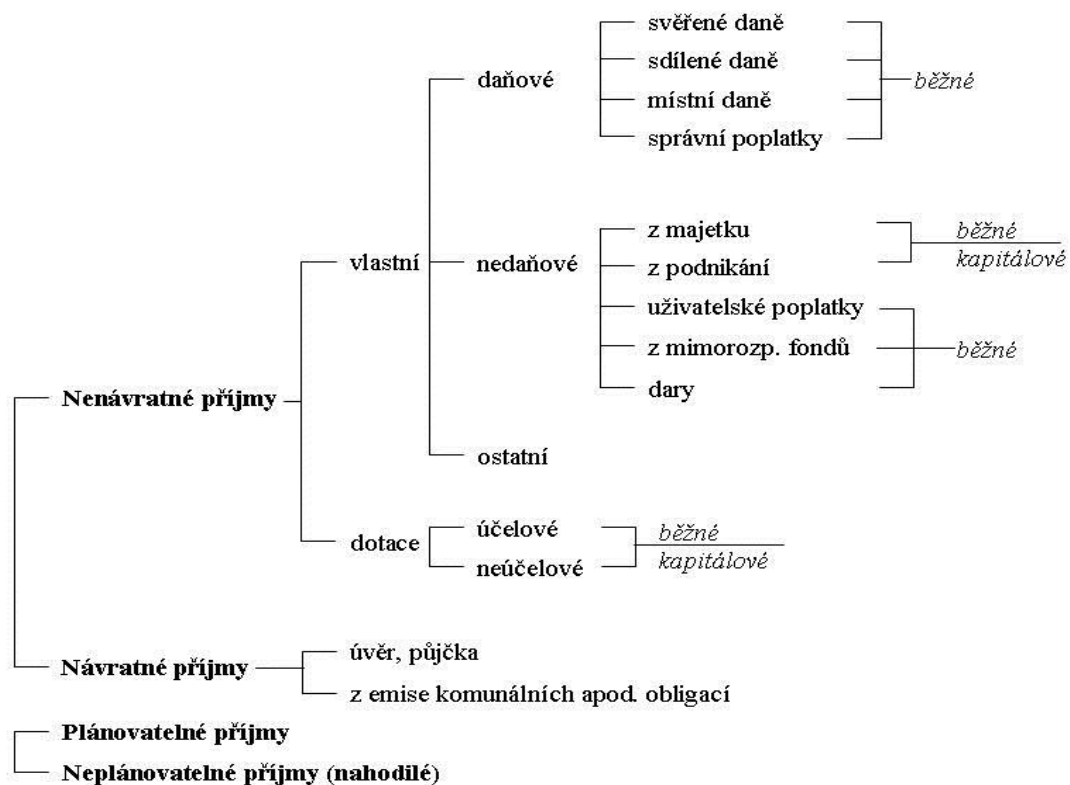 svěřené daně
sdílené daně
daňové
běžné
místní daně
správní poplatky
z majetku
běžné
kapitálové
vlastní
nedaňové
z podnikání
uživatelské poplatky
z mimorozp. fondů
běžné
dary
Nenávratné příjmy
ostatní
účelové
běžné
kapitálové
dotace
neúčelové
úvěr, půjčka
Návratné příjmy
z emise komunálních apod. obligací
Plánovatelné příjmy
Neplánovatelné příjmy (nahodilé)